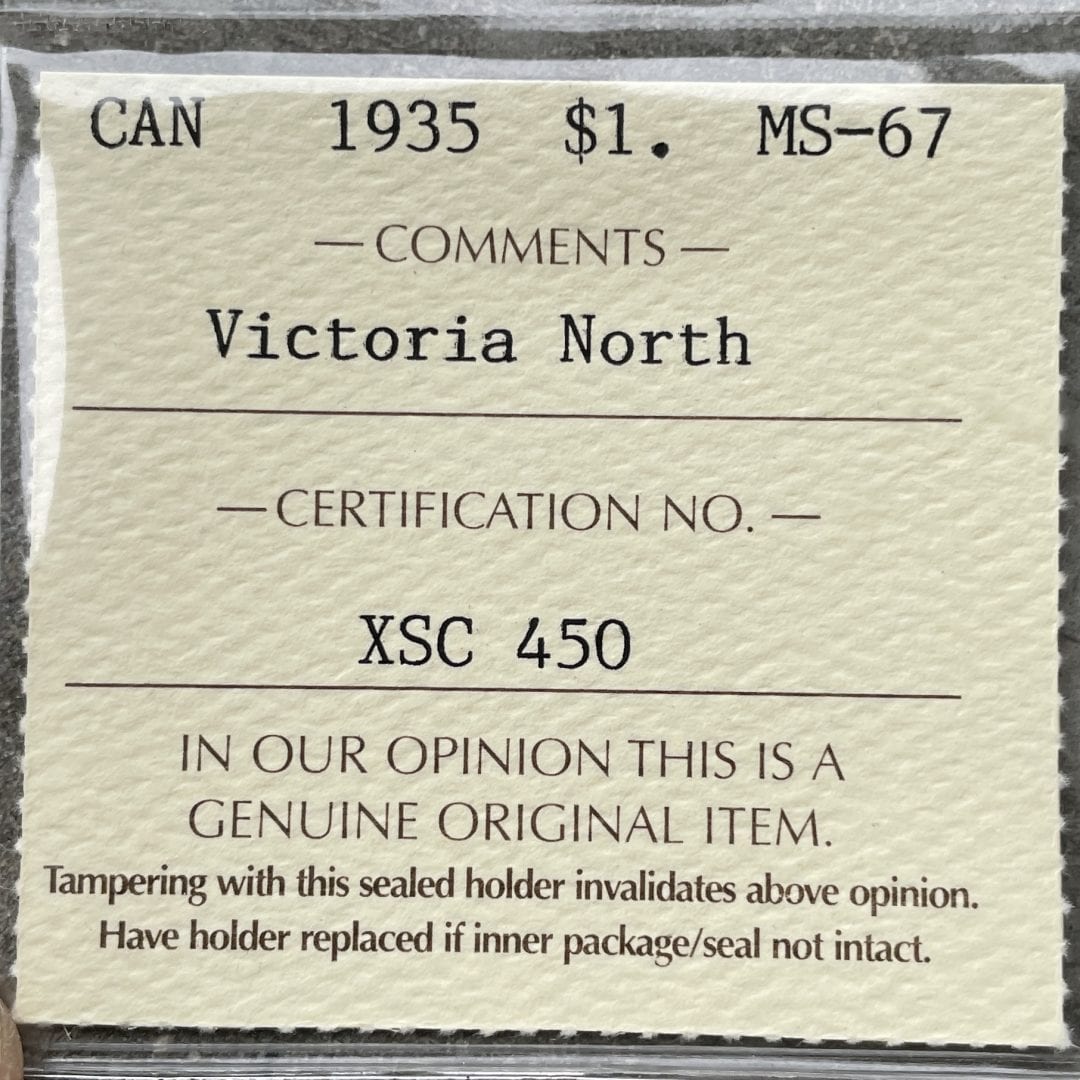 CAN 1935 $1. MS-67
— COMMENTS —
Victoria North
— CERTIFICATION NO. —
XSC 450
IN OUR OPINION THIS IS A
GENUINE ORIGINAL ITEM.
Tampering with this sealed holder invalidates above opinion.
Have holder replaced if inner package/seal not intact.